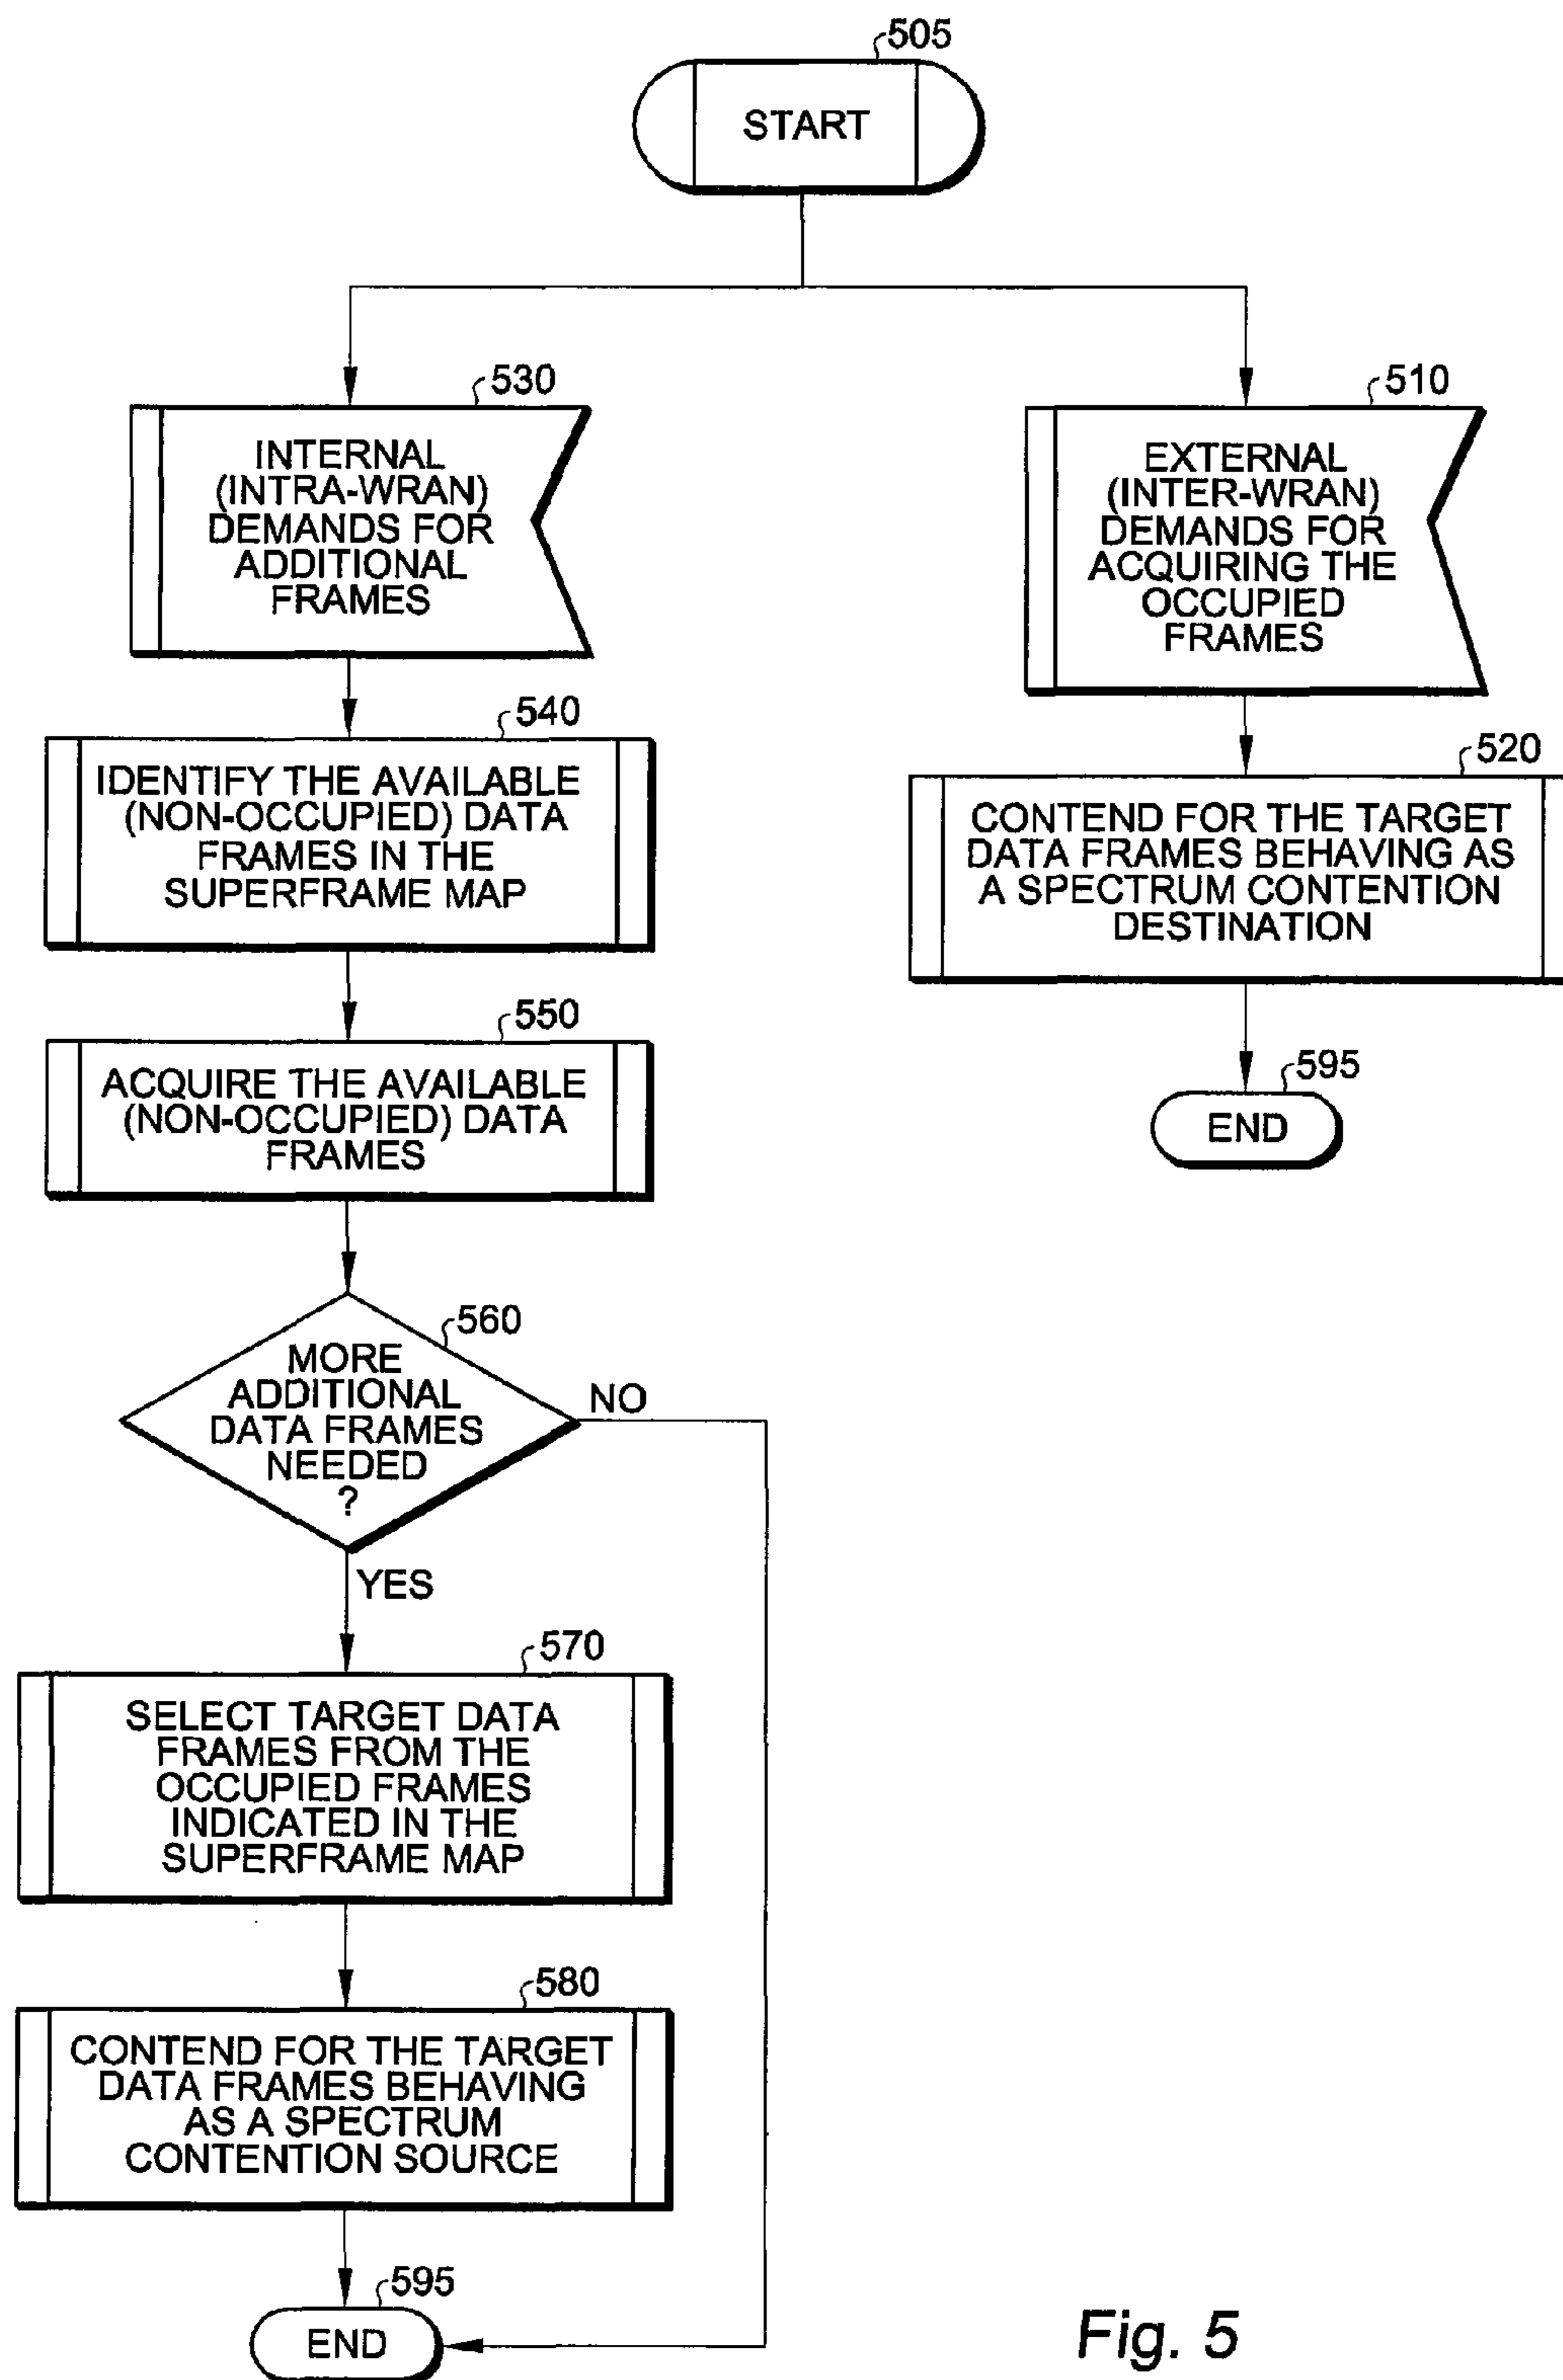 505
START
530
INTERNAL
(INTRA-WRAN)
DEMANDS FOR
ADDITIONAL
FRAMES
510
EXTERNAL
(INTER-WRAN)
DEMANDS FOR
ACQUIRING THE
OCCUPIED
FRAMES
540
IDENTIFY THE AVAILABLE
(NON-OCCUPIED) DATA
FRAMES IN THE
SUPERFRAME MAP
520
CONTEND FOR THE TARGET
DATA FRAMES BEHAVING AS
A SPECTRUM CONTENTION
DESTINATION
550
ACQUIRE THE AVAILABLE
(NON-OCCUPIED) DATA
FRAMES
595
END
560
MORE
ADDITIONAL
DATA FRAMES
NEEDED
?
NO
YES
570
SELECT TARGET DATA
FRAMES FROM THE
OCCUPIED FRAMES
INDICATED IN THE
SUPERFRAME MAP
580
CONTEND FOR THE TARGET
DATA FRAMES BEHAVING
AS A SPECTRUM
CONTENTION SOURCE
595
END
Fig. 5